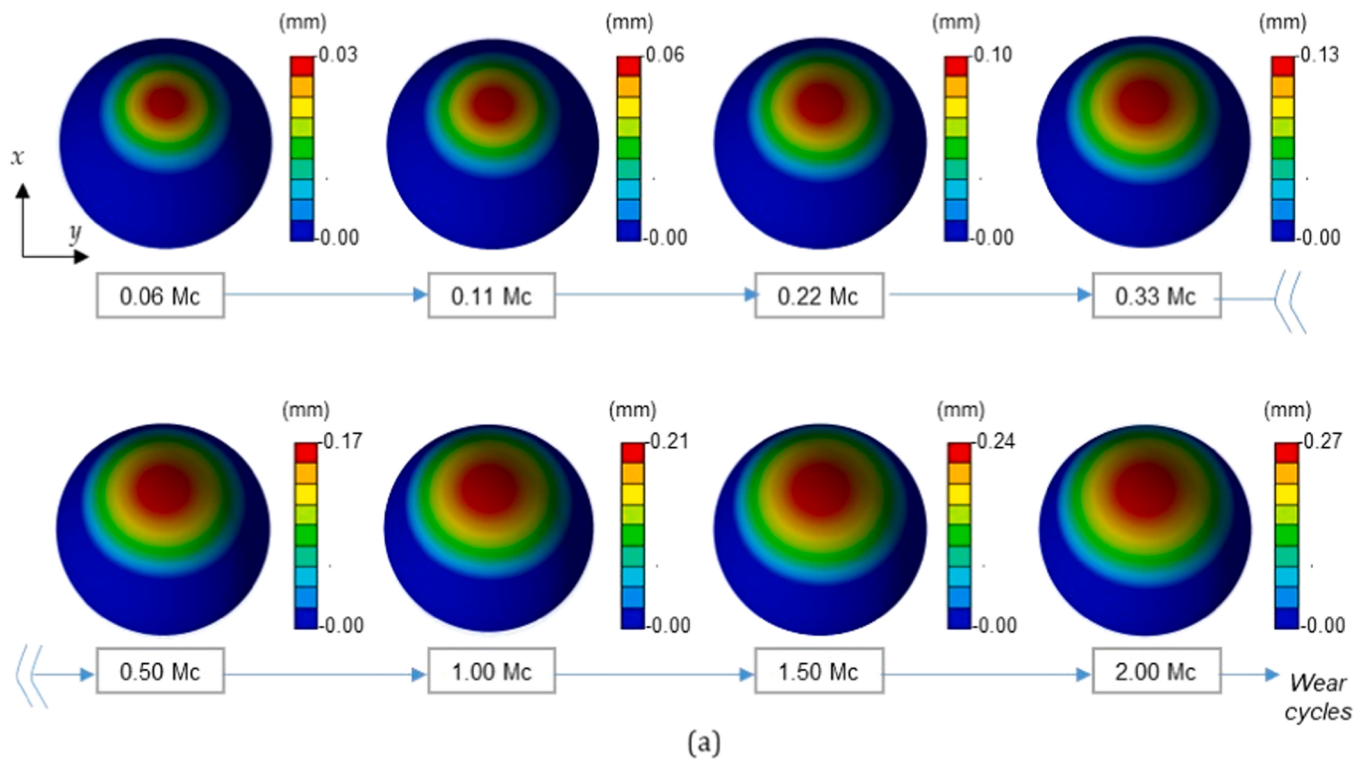 (mm) (mm) (mm) (mm)
0.03 0.06 0.10 0.13
x
y
0.00 0.00 0.00 0.00
0.06 Mc 0.11 Mc 0.22 Mc 0.33 Mc
(mm) (mm) (mm) (mm)
0.17 0.21 0.24 0.27
0.00 0.00 0.00 0.00
0.50 Mc 1.00 Mc 1.50 Mc 2.00 Mc
Wear
cycles
(a)